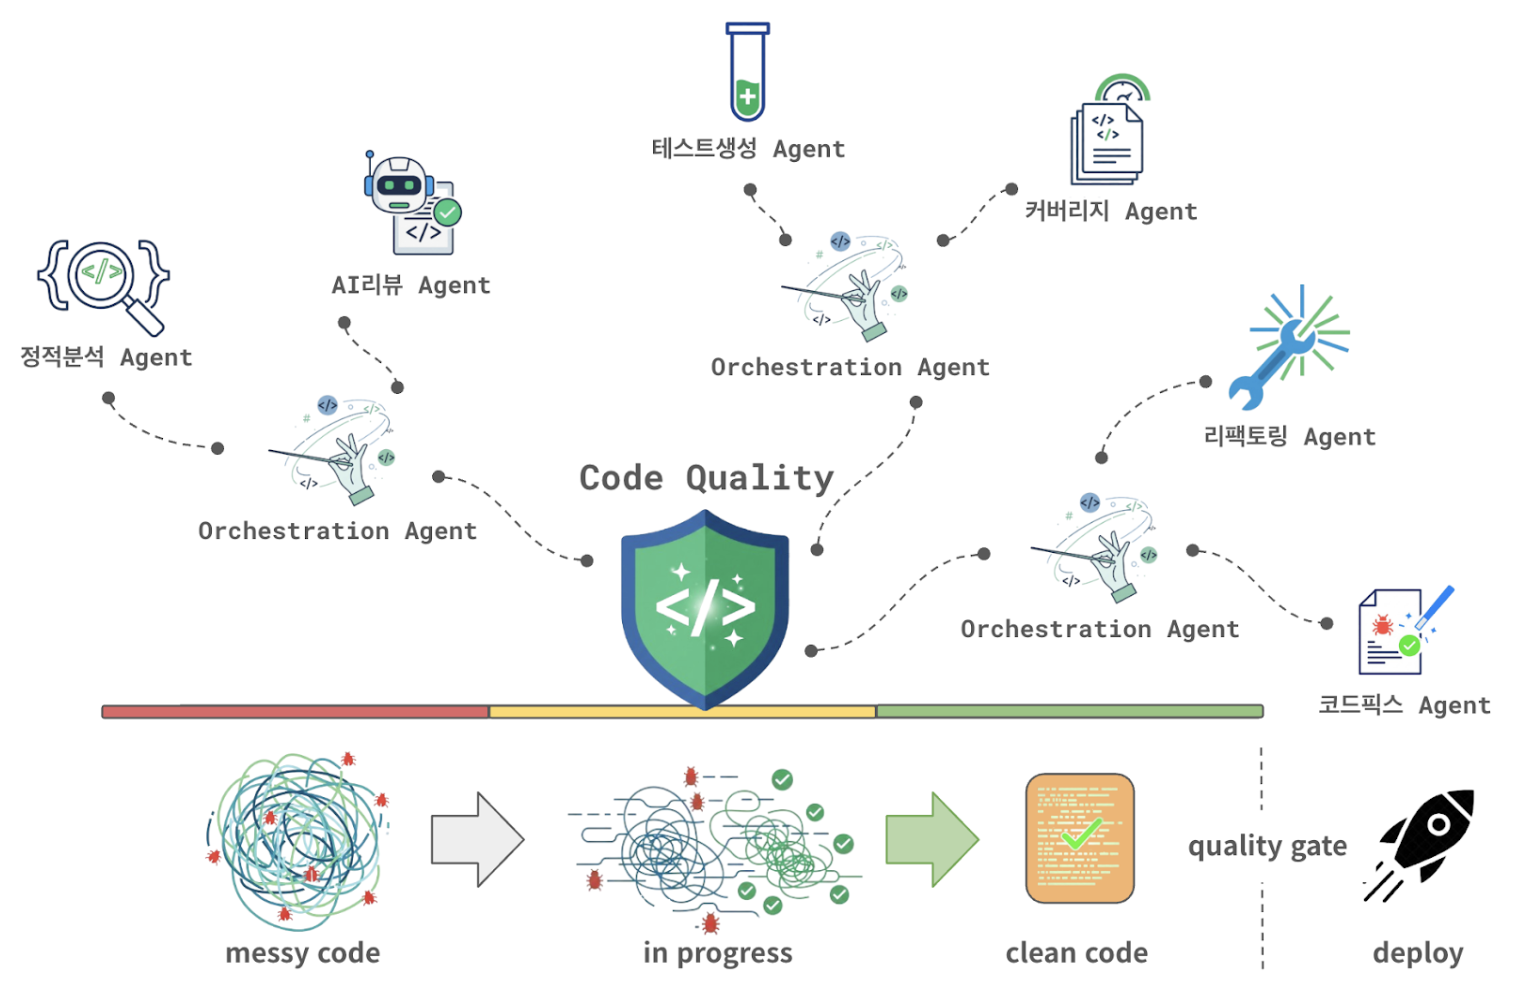 테스트생성 Agent
커버리지 Agent
AI리뷰 Agent
정적분석 Agent
Orchestration Agent
리팩토링 Agent
Code Quality
Orchestration Agent
Orchestration Agent
코드픽스 Agent
quality gate
messy code
in progress
clean code
deploy